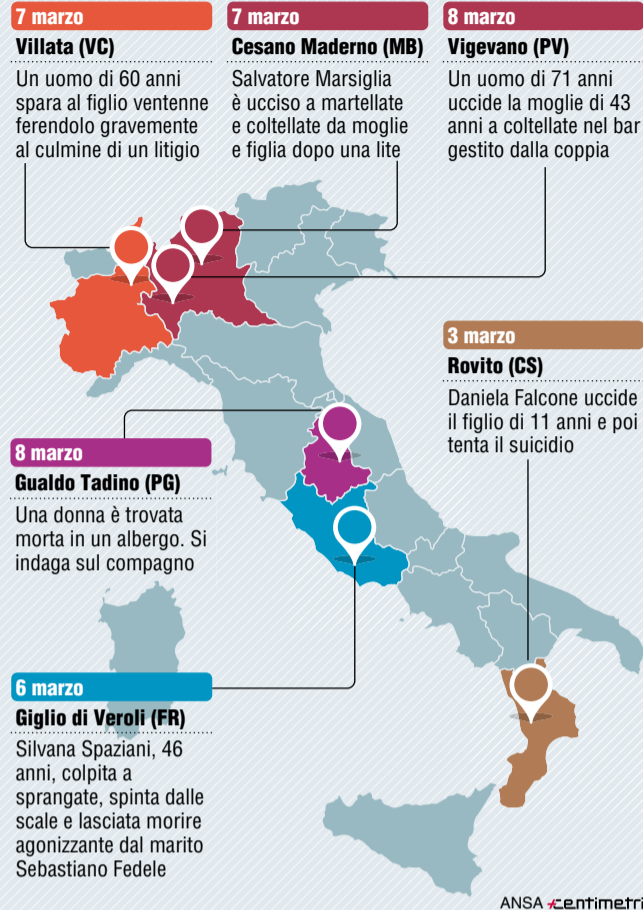 7 marzo
Villata (VC)
Un uomo di 60 anni
spara al figlio ventenne
ferendolo gravemente
al culmine di un litigio
7 marzo
Cesano Maderno (MB)
Salvatore Marsiglia
è ucciso a martellate
e coltellate da moglie
e figlia dopo una lite
8 marzo
Vigevano (PV)
Un uomo di 71 anni
uccide la moglie di 43
anni a coltellate nel bar
gestito dalla coppia
3 marzo
Rovito (CS)
Daniela Falcone uccide
il figlio di 11 anni e poi
tenta il suicidio
8 marzo
Gualdo Tadino (PG)
Una donna è trovata
morta in un albergo. Si
indaga sul compagno
6 marzo
Giglio di Veroli (FR)
Silvana Spaziani, 46
anni, colpita a
sprangate, spinta dalle
scale e lasciata morire
agonizzante dal marito
Sebastiano Fedele
ANSA centimetri